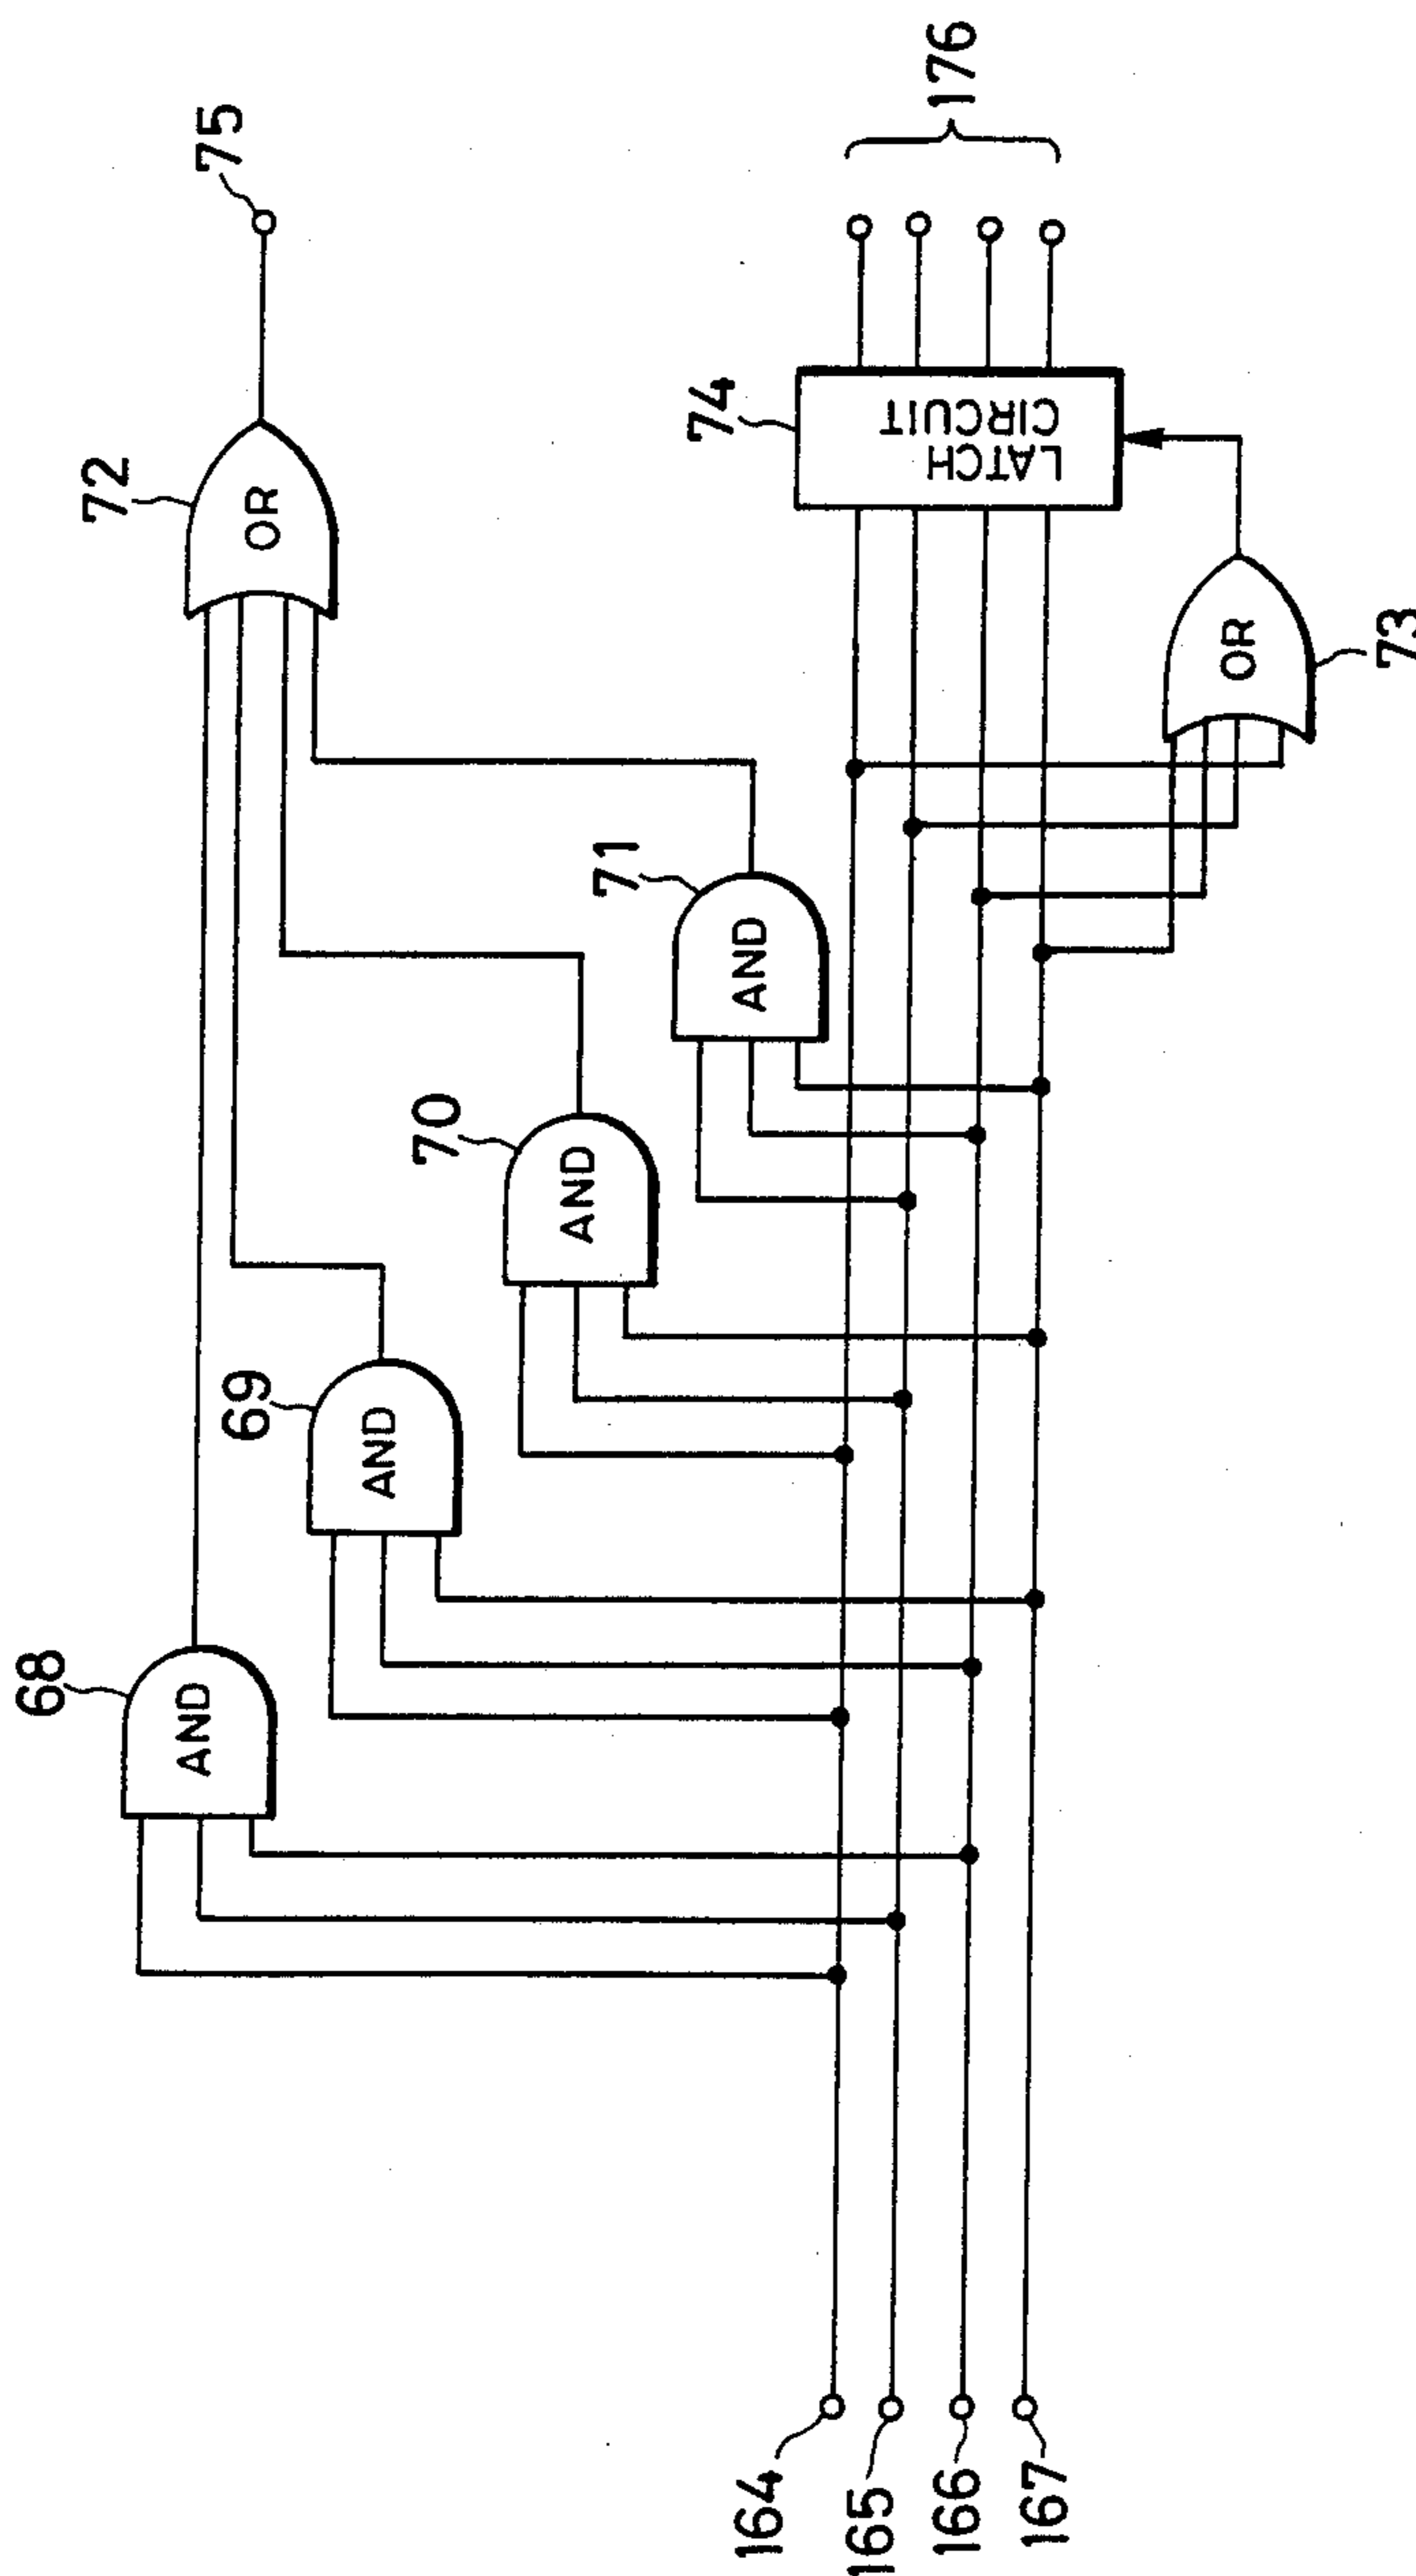 75
72
OR
68
AND
69
AND
70
AND
71
AND
74
LATCH
CIRCUIT
176
OR
73
164
165
166
167